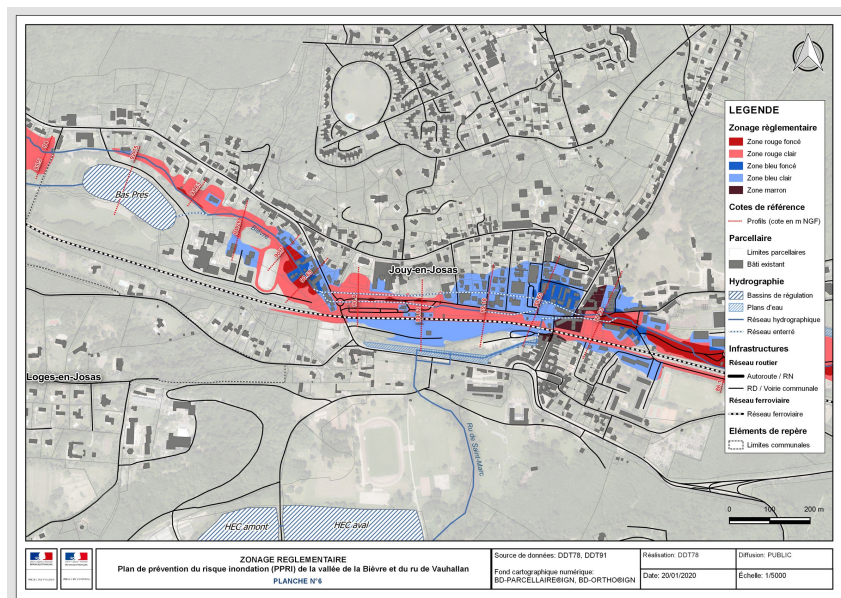 Bas Prés
Bièvre
Jouy-en-Josas
Loges-en-Josas
Ru de Saint-Marc
HEC amont
HEC aval
LEGENDE
Zonage règlementaire
Zone rouge foncé
Zone rouge clair
Zone bleu foncé
Zone bleu clair
Zone marron
Cotes de référence
Profils (cote en m NGF)
Parcellaire
Limites parcellaires
Bâti existant
Hydrographie
Bassins de régulation
Plans d'eau
Réseau hydrographique
Réseau enterré
Infrastructures
Réseau routier
Autoroute / RN
RD / Voirie communale
Réseau ferroviaire
Réseau ferroviaire
Eléments de repère
Limites communales
0 100 200 m
ZONAGE REGLEMENTAIRE
Plan de prévention du risque inondation (PPRI) de la vallée de la Bièvre et du ru de Vauhallan
PLANCHE N°6
Source de données: DDT78, DDT91
Fond cartographique numérique:
BD-PARCELLAIRE®IGN, BD-ORTHO®IGN
Réalisation: DDT78
Diffusion: PUBLIC
Date: 20/01/2020
Échelle: 1/5000